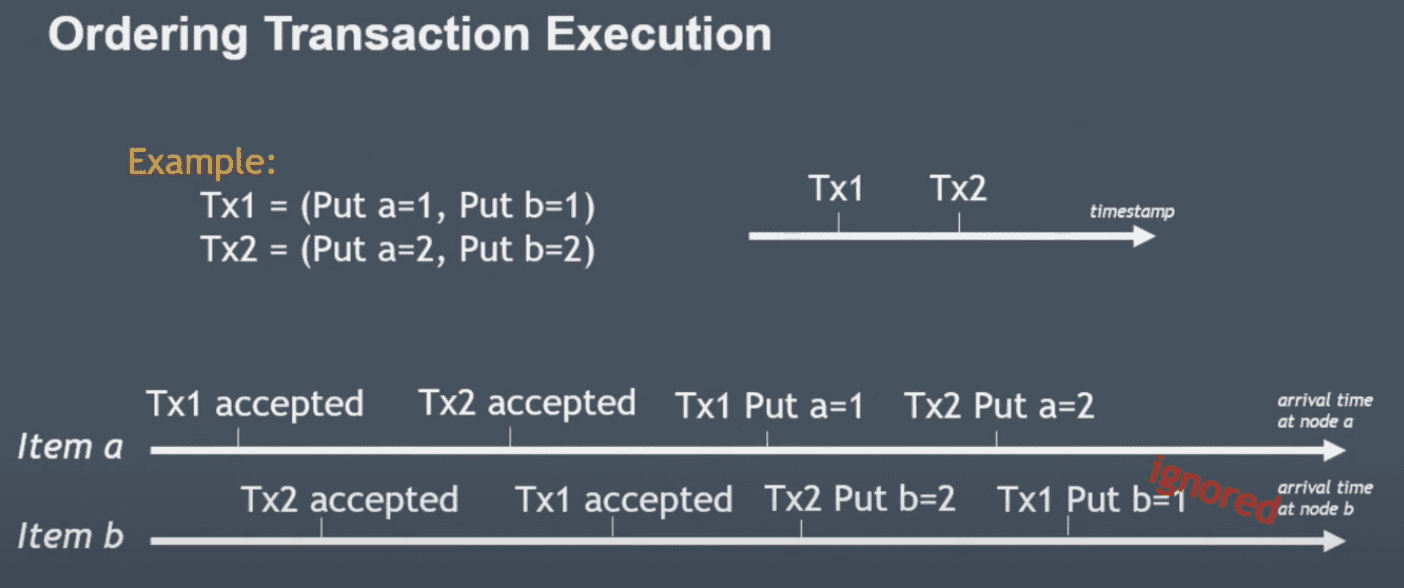 Ordering Transaction Execution
Example:
Tx1 = (Put a=1, Put b=1)
Tx2 = (Put a=2, Put b=2)
Tx1 Tx2
timestamp
Tx1 accepted Tx2 accepted Tx1 Put a=1 Tx2 Put a=2
arrival time
at node a
Item a
Tx2 accepted Tx1 accepted Tx2 Put b=2 Tx1 Put b=1
ignored
arrival time
at node b
Item b